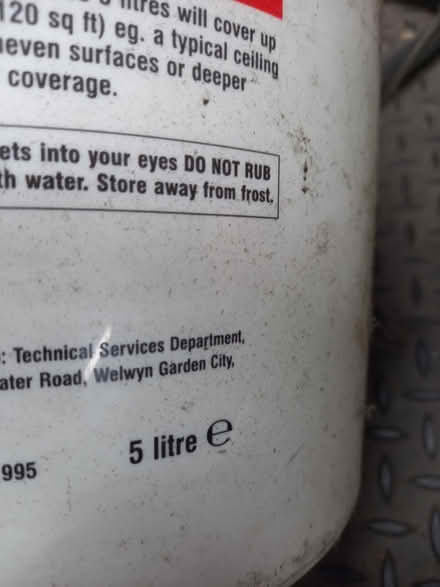 litres will cover up
120 sq ft) eg. a typical ceiling
neven surfaces or deeper
coverage.
ets into your eyes DO NOT RUB
th water. Store away from frost.
: Technical Services Department,
ater Road, Welwyn Garden City,
5 litre ℮
995